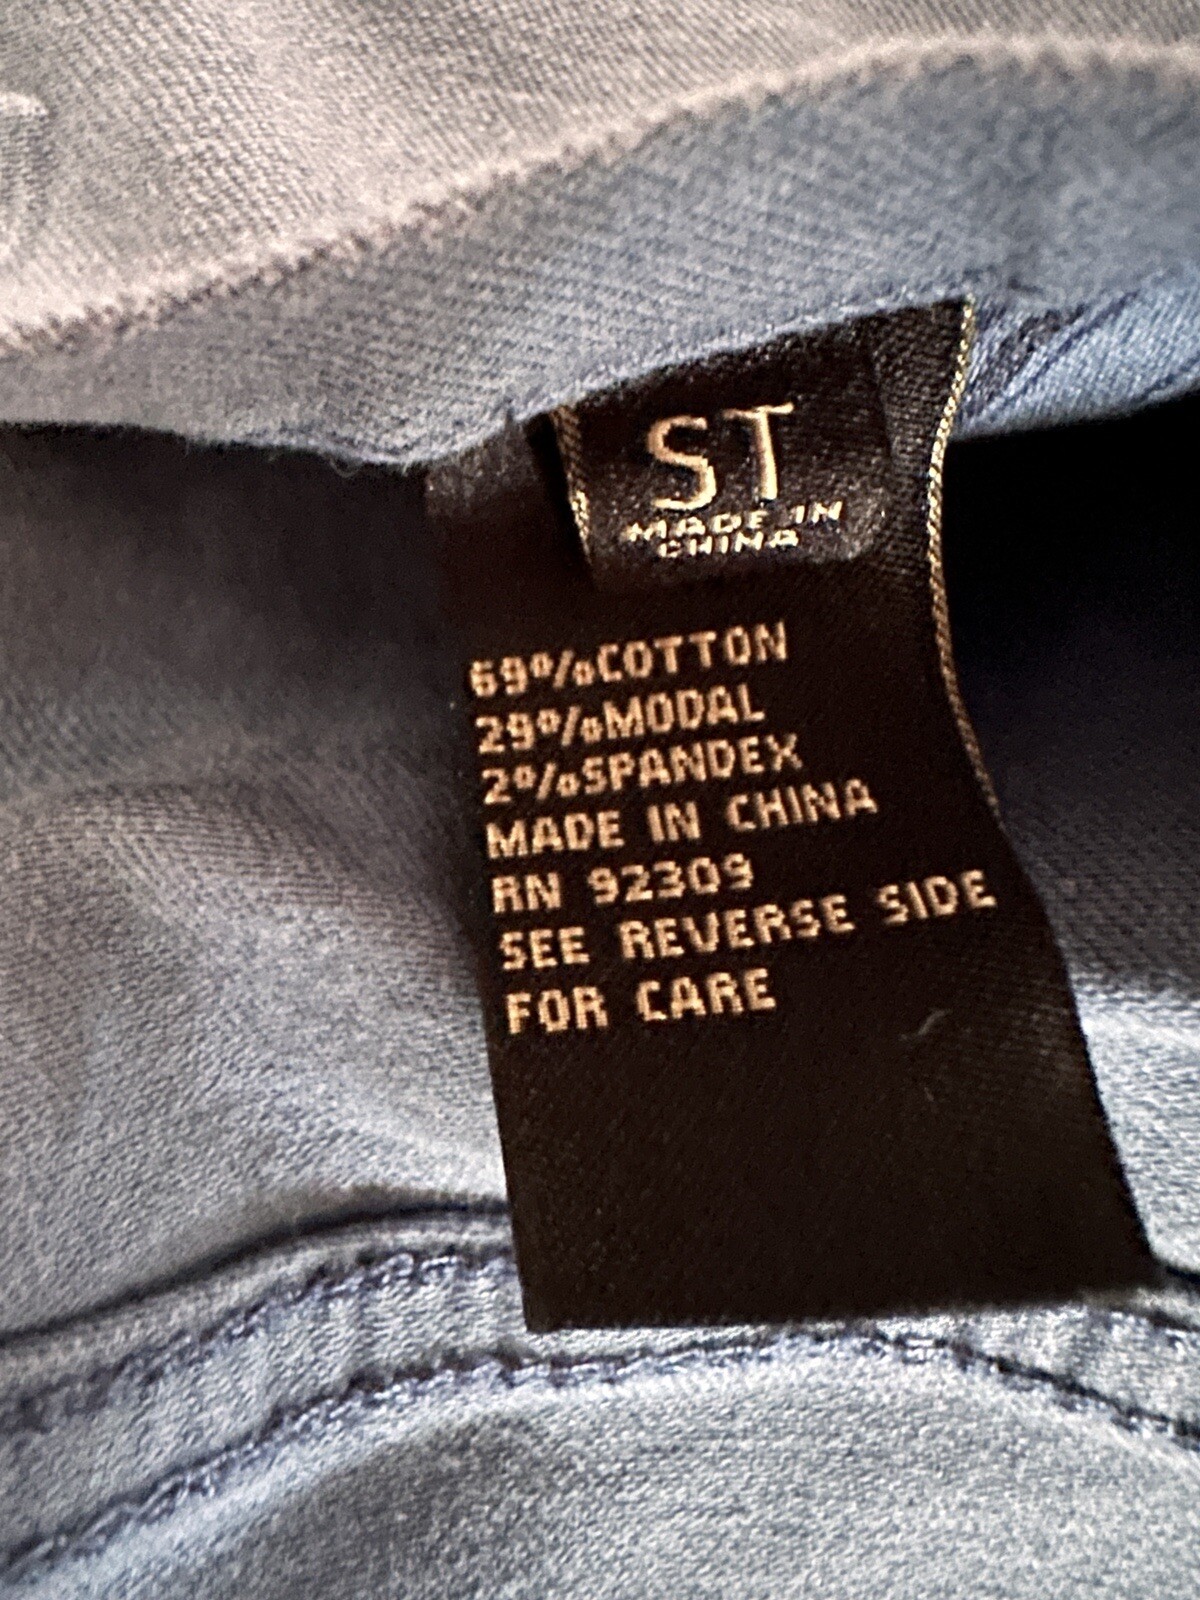 ST
MADE IN
CHINA
69%COTTON
29%MODAL
2%SPANDEX
MADE IN CHINA
RN 92309
SEE REVERSE SIDE
FOR CARE